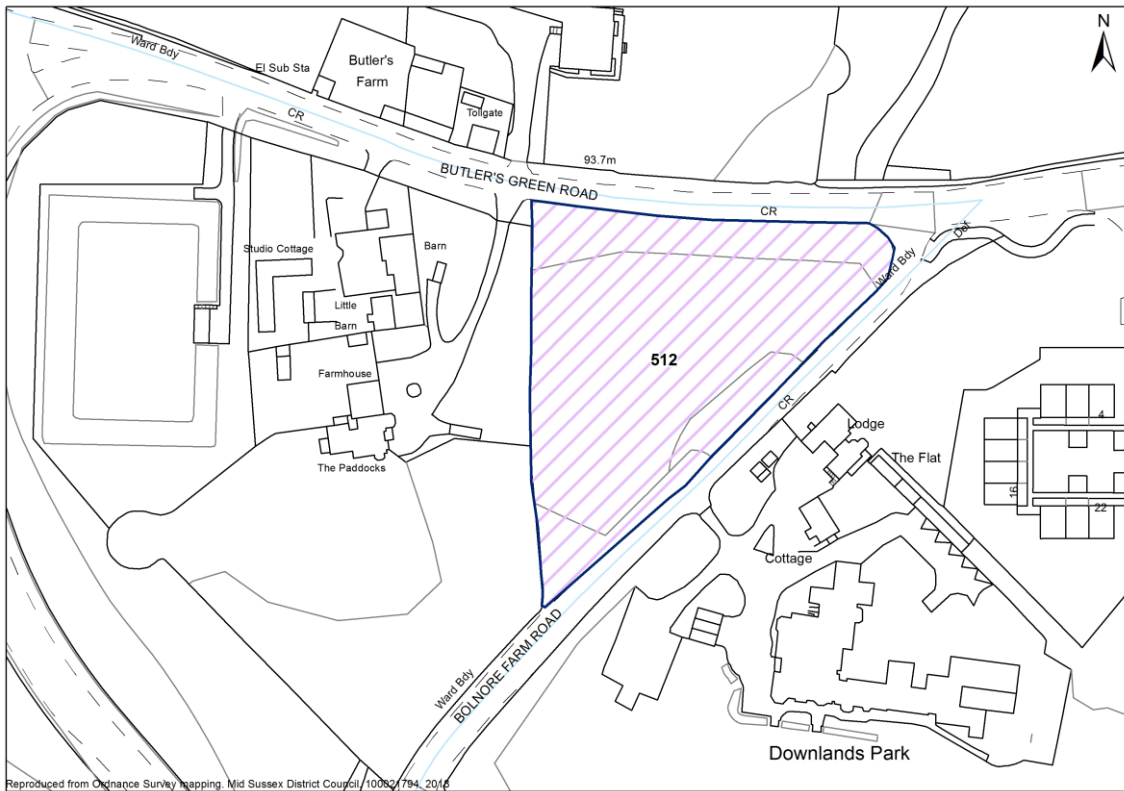 N
Ward Bdy
El Sub Sta
Butler's
Farm
Tollgate
CR
93.7m
BUTLER'S GREEN ROAD
CR
Def
Ward Bdy
Studio Cottage
Barn
Little
Barn
512
Farmhouse
CR
4
Lodge
The Flat
The Paddocks
16
22
Cottage
Ward Bdy
BOLNORE FARM ROAD
Downlands Park
Reproduced from Ordnance Survey mapping. Mid Sussex District Council. 100021794. 2013